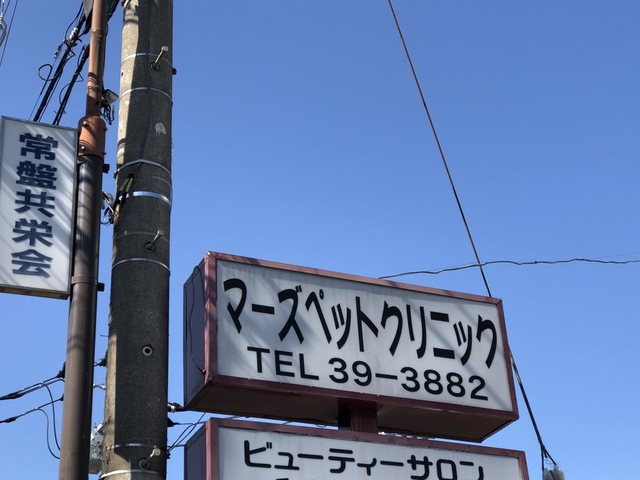 常盤共栄会
マーズペットクリニック
TEL 39-3882
ビューティーサロン